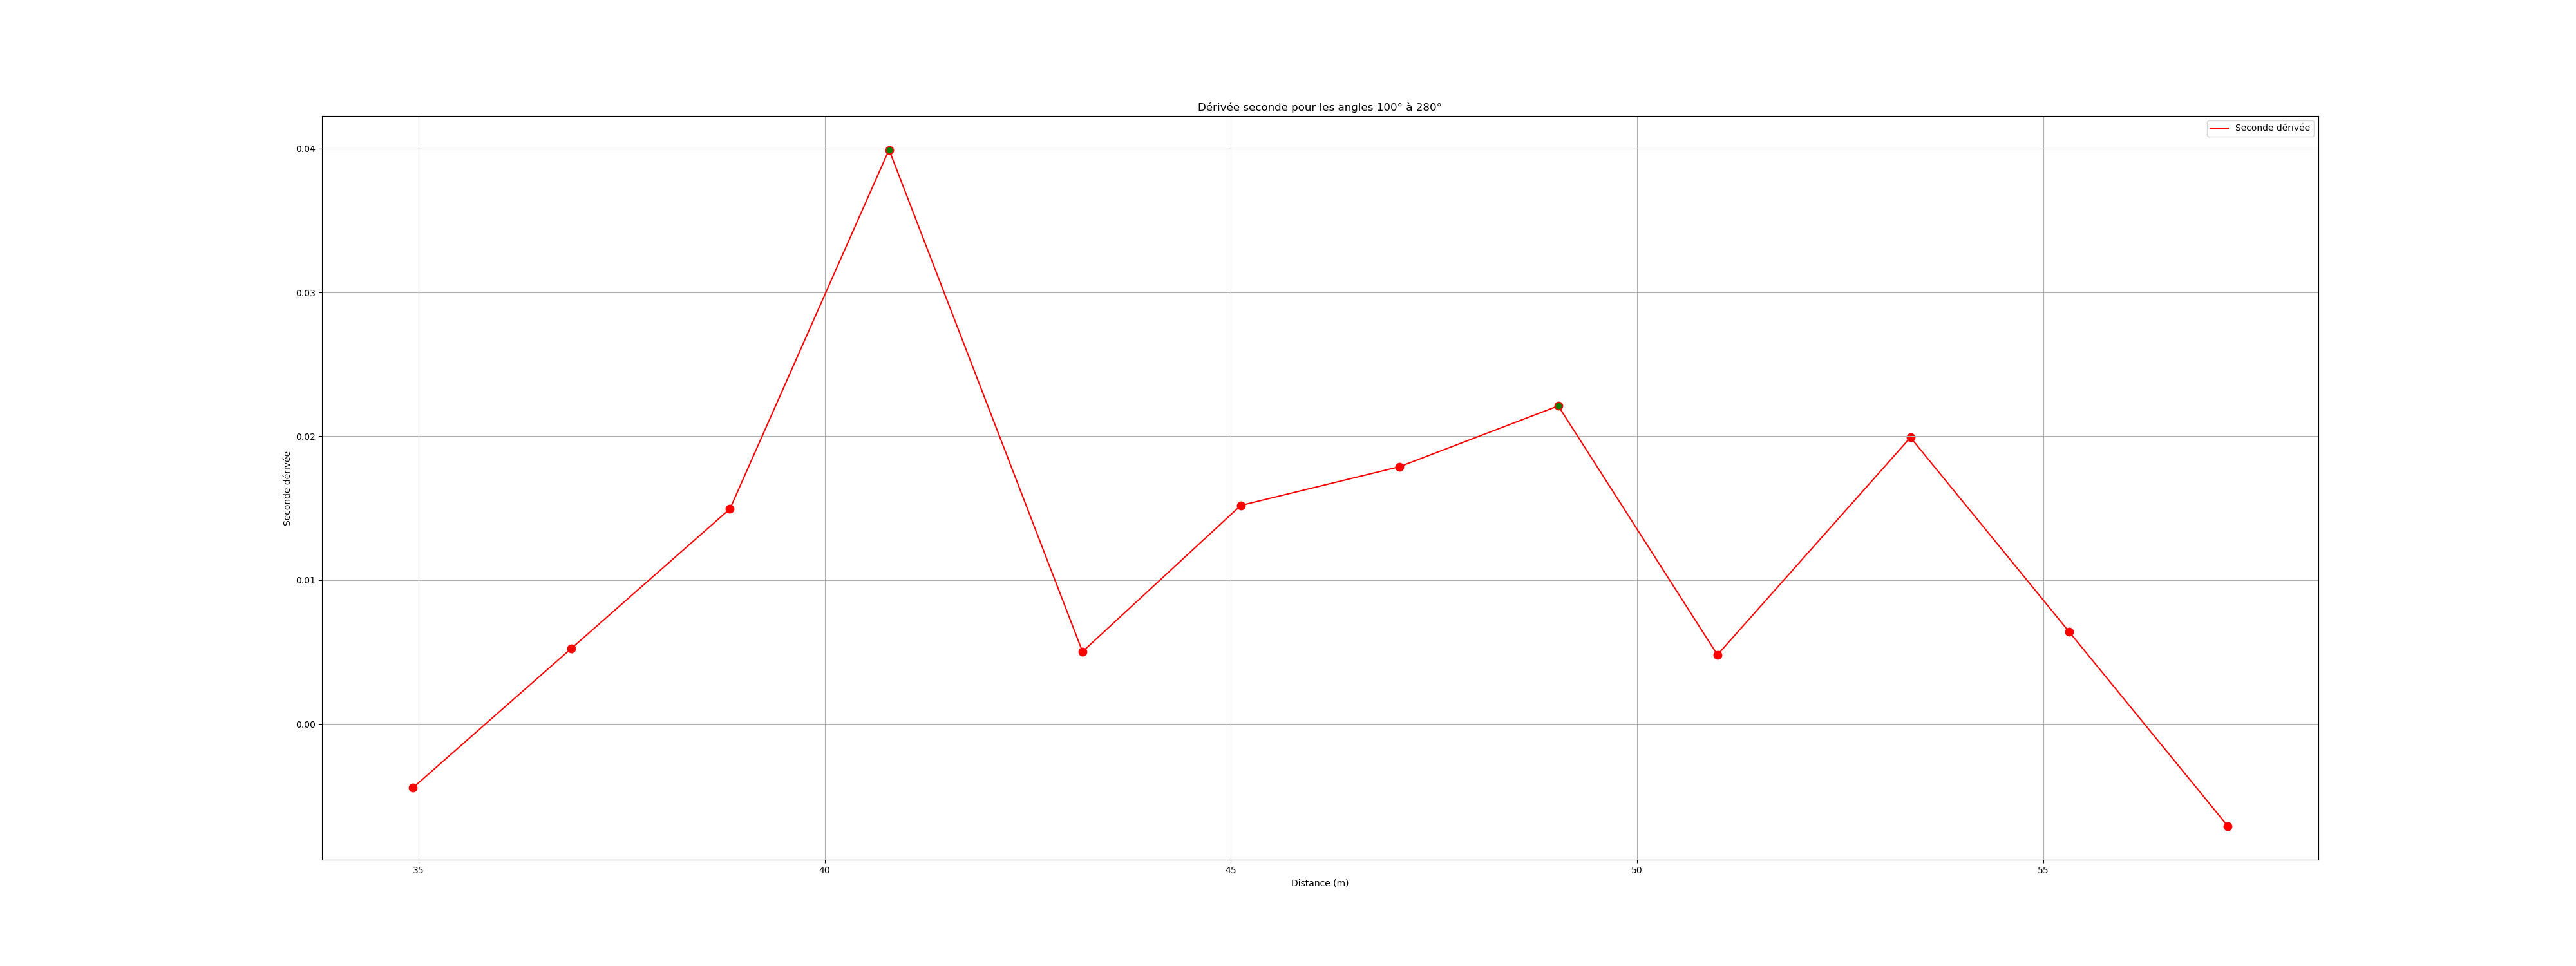 Dérivée seconde pour les angles 100° à 280°
Seconde dérivée
0.04
0.03
0.02
0.01
0.00
Seconde dérivée
35
40
45
50
55
Distance (m)